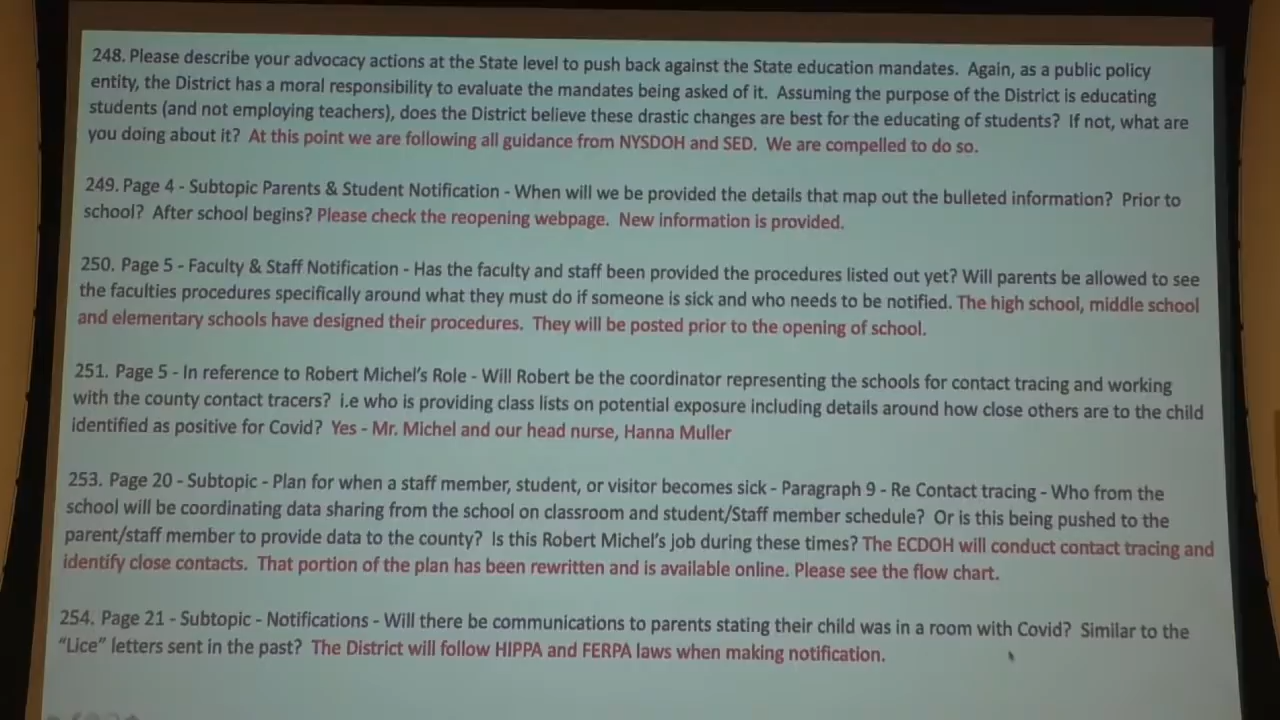 248. Please describe your advocacy actions at the State level to push back against the State education mandates.  Again, as a public policy
entity, the District has a moral responsibility to evaluate the mandates being asked of it.  Assuming the purpose of the District is educating
students (and not employing teachers), does the District believe these drastic changes are best for the educating of students?  If not, what are
you doing about it?  At this point we are following all guidance from NYSDOH and SED.  We are compelled to do so.
249. Page 4 - Subtopic Parents & Student Notification - When will we be provided the details that map out the bulleted information?  Prior to
school?  After school begins? Please check the reopening webpage.  New information is provided.
250.  Page 5 - Faculty & Staff Notification - Has the faculty and staff been provided the procedures listed out yet? Will parents be allowed to see
the faculties procedures specifically around what they must do if someone is sick and who needs to be notified. The high school, middle school
and elementary schools have designed their procedures.  They will be posted prior to the opening of school.
251.  Page 5 - In reference to Robert Michel's Role - Will Robert be the coordinator representing the schools for contact tracing and working
with the county contact tracers?  i.e who is providing class lists on potential exposure including details around how close others are to the child
identified as positive for Covid?  Yes - Mr. Michel and our head nurse, Hanna Muller
253.  Page 20 - Subtopic - Plan for when a staff member, student, or visitor becomes sick - Paragraph 9 - Re Contact tracing - Who from the
school will be coordinating data sharing from the school on classroom and student/Staff member schedule?  Or is this being pushed to the
parent/staff member to provide data to the county?  Is this Robert Michel's job during these times? The ECDOH will conduct contact tracing and
identify close contacts.  That portion of the plan has been rewritten and is available online. Please see the flow chart.
254.  Page 21 - Subtopic - Notifications - Will there be communications to parents stating their child was in a room with Covid?  Similar to the
“Lice” letters sent in the past?  The District will follow HIPPA and FERPA laws when making notification.